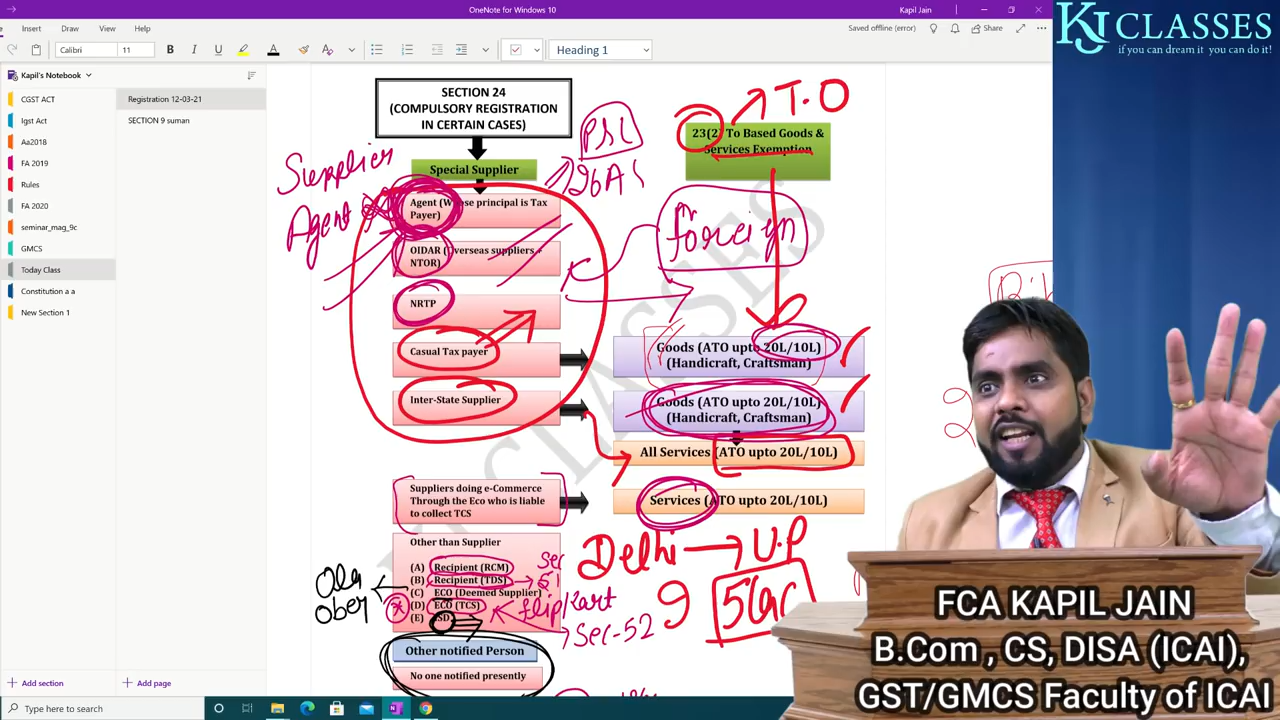 OneNote for Windows 10
Kapil Jain
Insert Draw View Help
Saved offline (error)
Share
Calibri 11 B I U A Heading 1
Kapil's Notebook
CGST ACT
Igst Act
Aa2018
FA 2019
Rules
FA 2020
seminar_mag_9c
GMCS
Today Class
Constitution a a
New Section 1
Add section
Registration 12-03-21
SECTION 9 suman
Add page
SECTION 24
(COMPULSORY REGISTRATION
IN CERTAIN CASES)
Special Supplier
Supplier
Agent
Agent (Whose principal is Tax
Payer)
OIDAR (Overseas suppliers +
NTOR)
NRTP
Casual Tax payer
Inter-State Supplier
Suppliers doing e-Commerce
Through the Eco who is liable
to collect TCS
Other than Supplier
(A) Recipient (RCM)
(B) Recipient (TDS)
(C) ECO (Deemed Supplier)
(D) ECO (TCS)
(E)
Ola
Ober
Sec
51
flipkart
Sec-52
Other notified Person
No one notified presently
T.O
23(2) To Based Goods &
Services Exemption
foreign
Goods (ATO upto 20L/10L)
(Handicraft, Craftsman)
Goods (ATO upto 20L/10L)
(Handicraft, Craftsman)
All Services (ATO upto 20L/10L)
Services (ATO upto 20L/10L)
Delhi → U.P
9
5Lac
KJ CLASSES
if you can dream it you can do it!
FCA KAPIL JAIN
B.Com , CS, DISA (ICAI),
GST/GMCS Faculty of ICAI
Type here to search